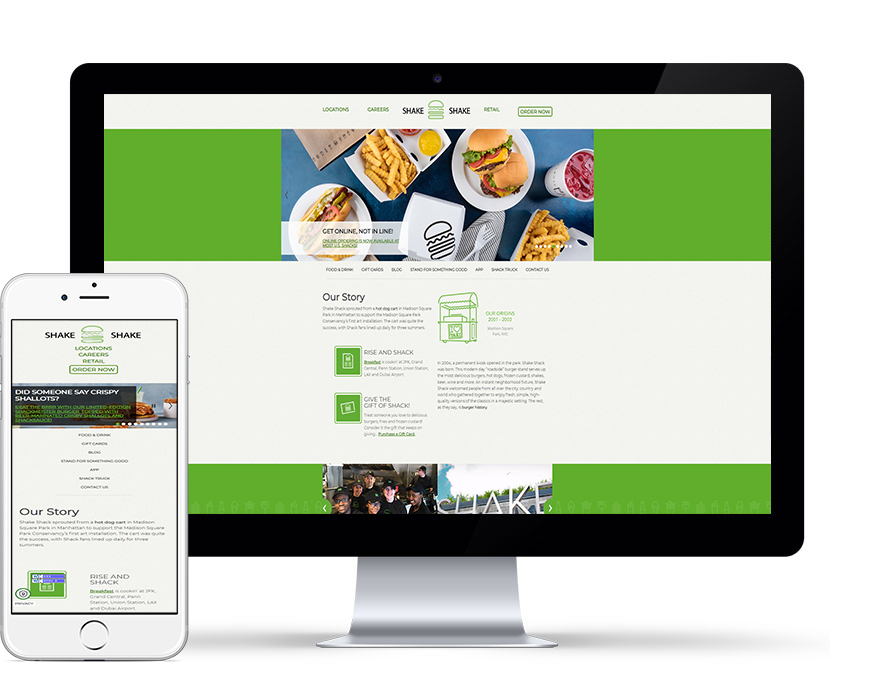 LOCATIONS
CAREERS
SHAKE SHAKE
RETAIL
ORDER NOW
GET ONLINE, NOT IN LINE!
ONLINE ORDERING IS NOW AVAILABLE AT
MOST U.S. SHACKS!
FOOD & DRINK GIFT CARDS BLOG STAND FOR SOMETHING GOOD APP SHACK TRUCK CONTACT US
Our Story
Shake Shack sprouted from a hot dog cart in Madison Square
Park in Manhattan to support the Madison Square Park
Conservancy's first art installation. The cart was quite the
success, with Shack fans lined up daily for three summers.
OUR ORIGINS
2001 - 2003
Madison Square
Park, NYC
RISE AND SHACK
Breakfast is cookin' at JFK, Grand
Central, Penn Station, Union Station,
LAX and Dubai Airport.
GIVE THE
GIFT OF SHACK!
Treat someone you love to delicious
burgers, fries and frozen custard!
Consider it the gift that keeps on
giving. Purchase a Gift Card.
In 2004, a permanent kiosk opened in the park: Shake Shack
was born. This modern day "roadside" burger stand serves up
the most delicious burgers, hot dogs, frozen custard, shakes,
beer, wine and more. An instant neighborhood fixture, Shake
Shack welcomed people from all over the city, country and
world who gathered together to enjoy fresh, simple, high-
quality versions of the classics in a majestic setting. The rest,
as they say, is burger history.
SHAKE
SHAKE SHAKE
LOCATIONS
CAREERS
RETAIL
ORDER NOW
DID SOMEONE SAY CRISPY
SHALLOTS?
BEAT THE BRRR WITH OUR LIMITED-EDITION
SHACKMEISTER BURGER, TOPPED WITH
BEER-MARINATED CRISPY SHALLOTS AND
SHACKSAUCE!
FOOD & DRINK
GIFT CARDS
BLOG
STAND FOR SOMETHING GOOD
APP
SHACK TRUCK
CONTACT US
Our Story
Shake Shack sprouted from a hot dog cart in Madison
Square Park in Manhattan to support the Madison Square
Park Conservancy's first art installation. The cart was quite
the success, with Shack fans lined up daily for three
summers.
RISE AND
SHACK
Breakfast is cookin' at JFK,
Grand Central, Penn
Station, Union Station, LAX
and Dubai Airport.
PRIVACY